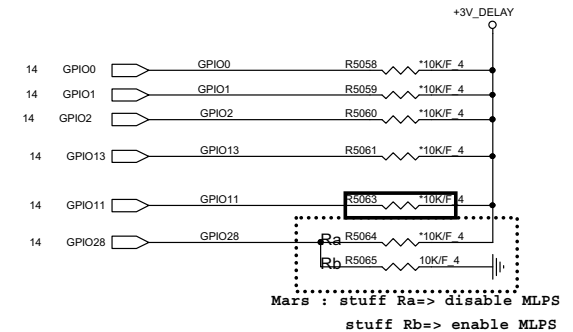 +3V_DELAY
14 GPIO0 GPIO0 R5058 *10K/F_4
14 GPIO1 GPIO1 R5059 *10K/F_4
14 GPIO2 GPIO2 R5060 *10K/F_4
14 GPIO13 GPIO13 R5061 *10K/F_4
14 GPIO11 GPIO11 R5063 *10K/F_4
14 GPIO28 GPIO28 Ra R5064 *10K/F_4
Rb R5065 10K/F_4
Mars : stuff Ra=> disable MLPS
stuff Rb=> enable MLPS